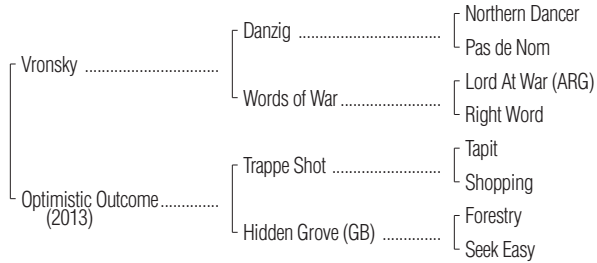 Northern Dancer
Danzig ..................................
Pas de Nom
Vronsky ................................
Lord At War (ARG)
Words of War ........................
Right Word
Tapit
Trappe Shot ..........................
Shopping
Optimistic Outcome ..............
(2013)
Forestry
Hidden Grove (GB) ..............
Seek Easy